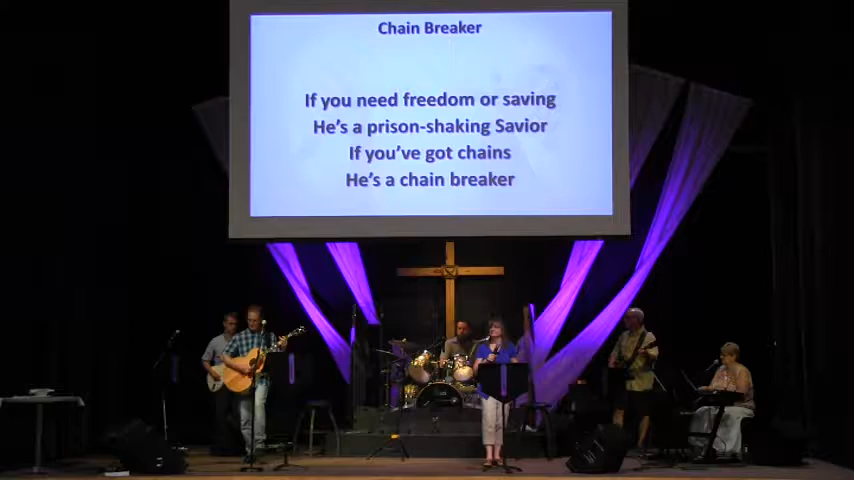 Chain Breaker
If you need freedom or saving
He's a prison-shaking Savior
If you've got chains
He's a chain breaker